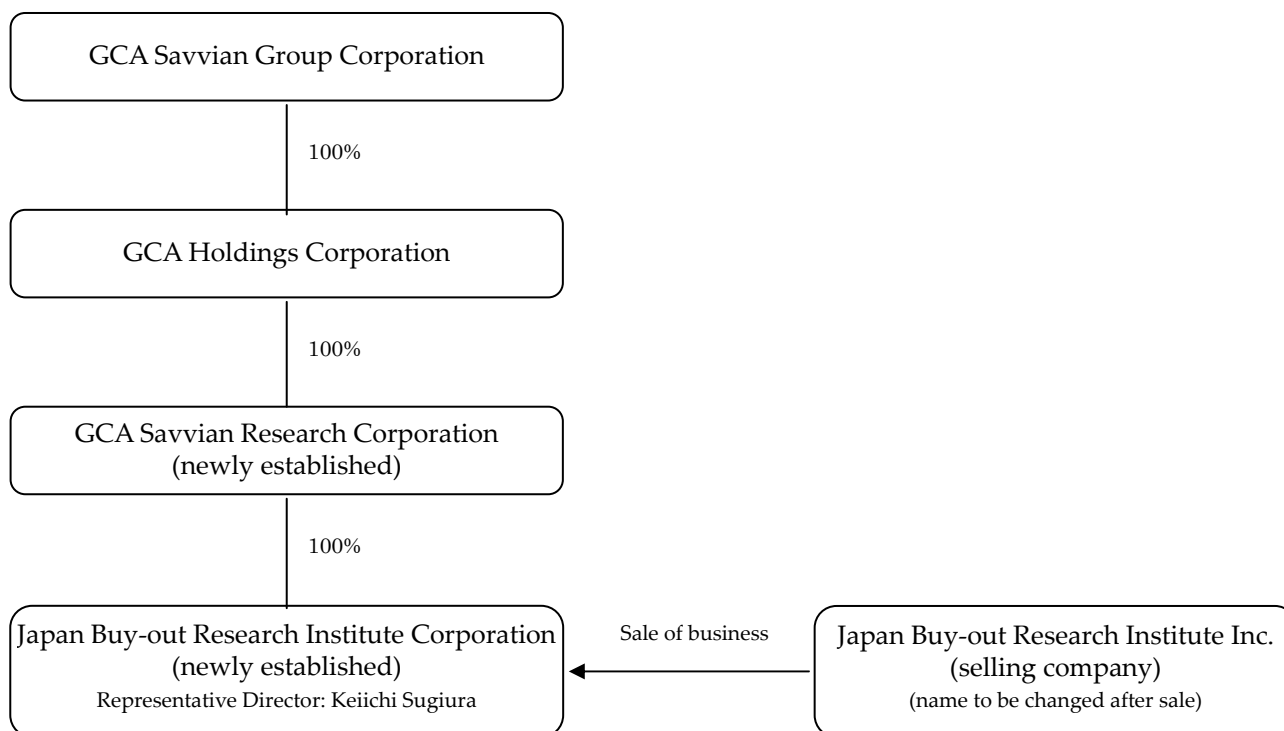 GCA Savvian Group Corporation
100%
GCA Holdings Corporation
100%
GCA Savvian Research Corporation
(newly established)
100%
Japan Buy-out Research Institute Corporation
(newly established)
Representative Director: Keiichi Sugiura
Sale of business
Japan Buy-out Research Institute Inc.
(selling company)
(name to be changed after sale)